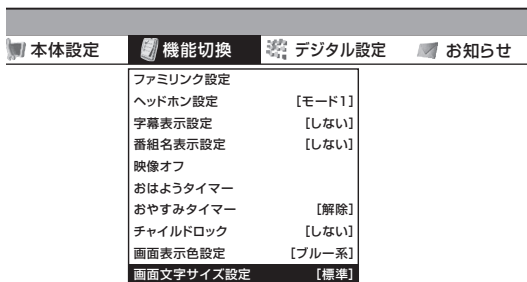 本体設定 機能切換 デジタル設定 お知らせ
ファミリンク設定
ヘッドホン設定 [モード1]
字幕表示設定 [しない]
番組名表示設定 [しない]
映像オフ
おはようタイマー
おやすみタイマー [解除]
チャイルドロック [しない]
画面表示色設定 [ブルー系]
画面文字サイズ設定 [標準]